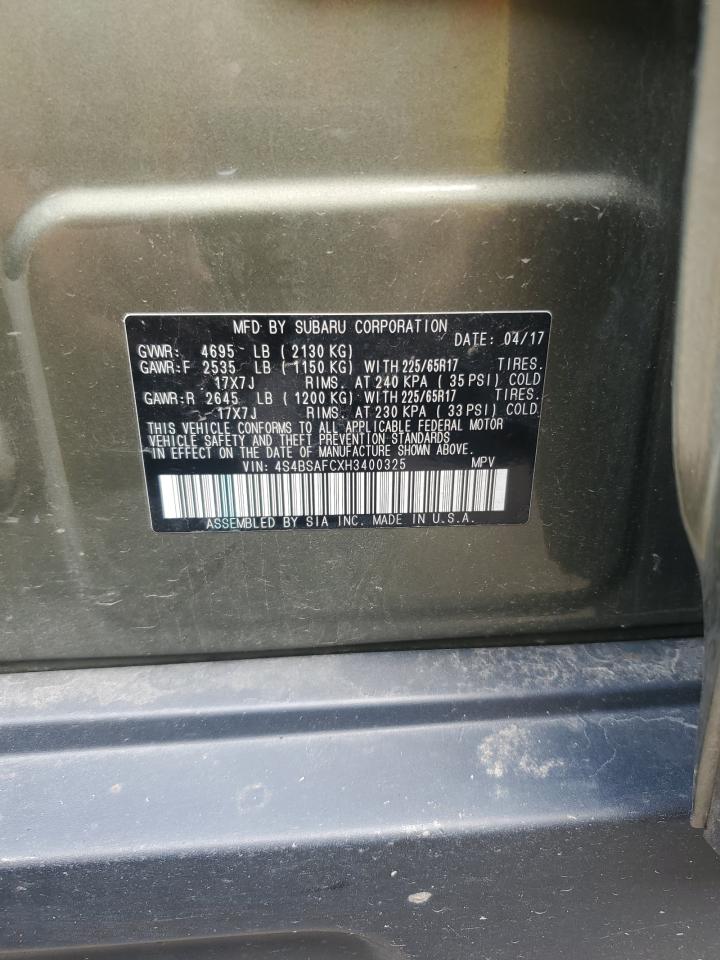 MFD BY SUBARU CORPORATION DATE: 04/17
GVWR: 4695 LB (2130 KG)
GAWR:F 2535 LB (1150 KG) WITH 225/65R17 TIRES.
17X7J RIMS. AT 240 KPA (35 PSI) COLD
GAWR:R 2645 LB (1200 KG) WITH 225/65R17 TIRES.
17X7J RIMS. AT 230 KPA (33 PSI) COLD.
THIS VEHICLE CONFORMS TO ALL APPLICABLE FEDERAL MOTOR
VEHICLE SAFETY AND THEFT PREVENTION STANDARDS
IN EFFECT ON THE DATE OF MANUFACTURE SHOWN ABOVE.
VIN: 4S4BSAFCXH3400325 MPV
ASSEMBLED BY SIA INC. MADE IN U.S.A.